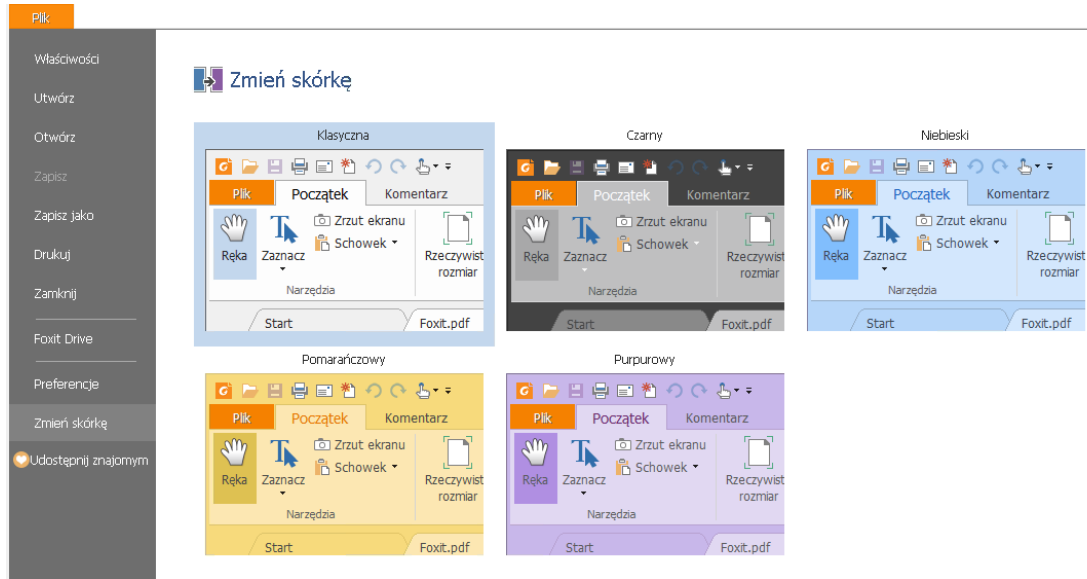 Plik
Właściwości
Utwórz
Otwórz
Zapisz
Zapisz jako
Drukuj
Zamknij
Foxit Drive
Preferencje
Zmień skórkę
Udostępnij znajomym
Zmień skórkę
Klasyczna
Plik Początek Komentarz
Ręka
Zaznacz
Zrzut ekranu
Schowek
Rzeczywist
rozmiar
Narzędzia
Start Foxit.pdf
Czarny
Plik Początek Komentarz
Ręka
Zaznacz
Zrzut ekranu
Schowek
Rzeczywist
rozmiar
Narzędzia
Start Foxit.pdf
Niebieski
Plik Początek Komentarz
Ręka
Zaznacz
Zrzut ekranu
Schowek
Rzeczywist
rozmiar
Narzędzia
Start Foxit.pdf
Pomarańczowy
Plik Początek Komentarz
Ręka
Zaznacz
Zrzut ekranu
Schowek
Rzeczywist
rozmiar
Narzędzia
Start Foxit.pdf
Purpurowy
Plik Początek Komentarz
Ręka
Zaznacz
Zrzut ekranu
Schowek
Rzeczywist
rozmiar
Narzędzia
Start Foxit.pdf